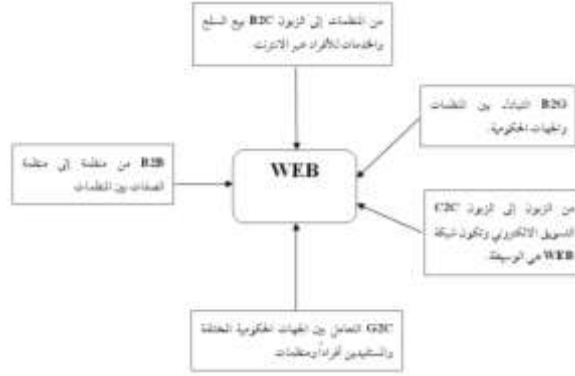 من المنظمات إلى الزبون B2C بيع السلع
والخدمات للأفراد عبر الانترنت
B2G التبادل بين المنظمات
والجهات الحكومية.
B2B من منظمة إلى منظمة
الصفقات بين المنظمات
WEB
من الزبون إلى الزبون C2C
التسويق الالكتروني وتكون شبكة
WEB هي الوسيطة.
G2C التعامل بين الجهات الحكومية المختلفة
والمستفيدين أفراداً ومنظمات.